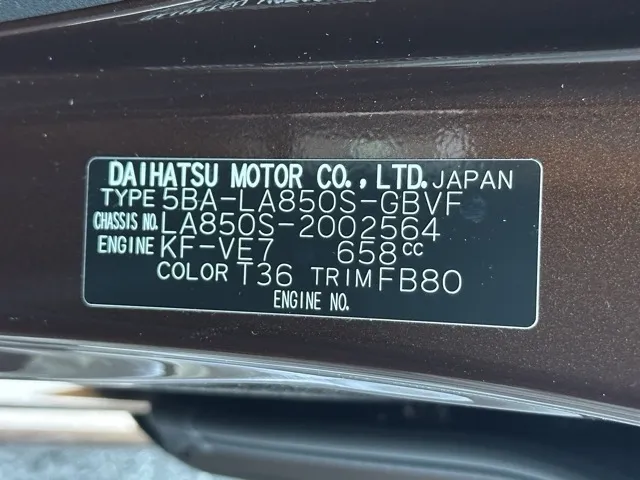 DAIHATSU MOTOR CO., LTD. JAPAN
TYPE 5BA-LA850S-GBVF
CHASSIS NO. LA850S-2002564
ENGINE KF-VE7 658cc
COLOR T36 TRIM FB80
ENGINE NO.